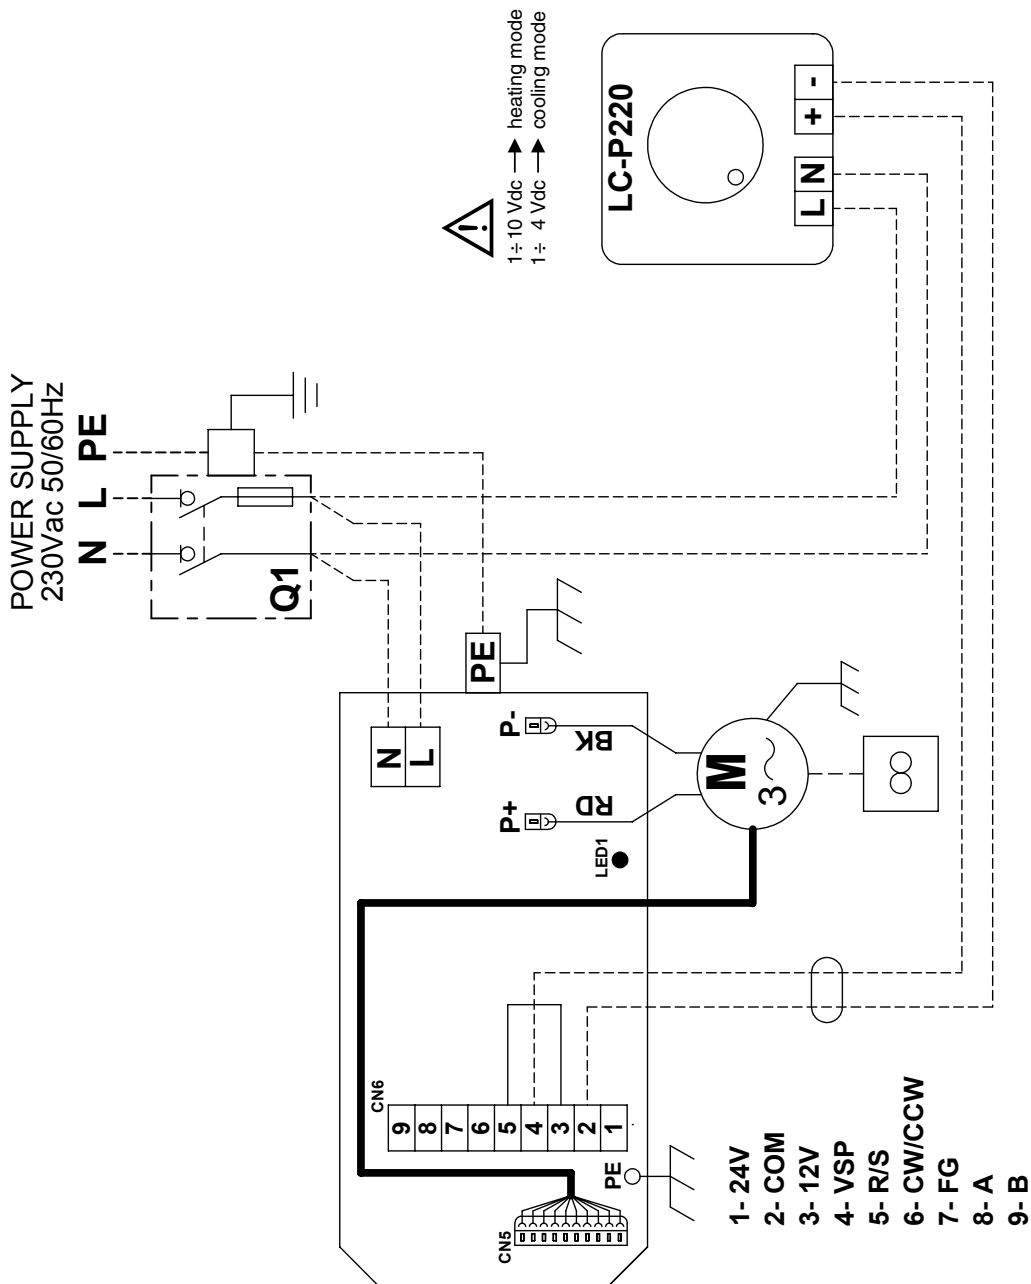 POWER SUPPLY
230Vac 50/60Hz
N L PE
Q1
1÷10 Vdc → heating mode
1÷ 4 Vdc → cooling mode
LC-P220
L N + -
PE
N
L
P-
BK
P+
RD
M
3
LED1
CN6
9
8
7
6
5
4
3
2
1
CN5
PE
1- 24V
2- COM
3- 12V
4- VSP
5- R/S
6- CW/CCW
7- FG
8- A
9- B